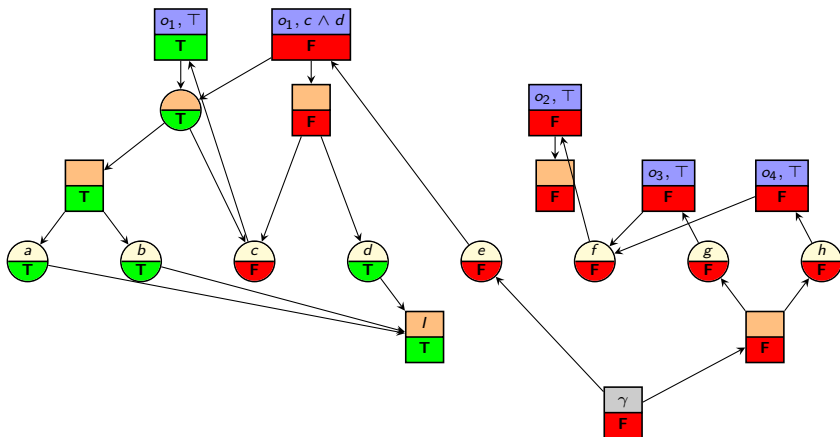 o₁, ⊤
T
o₁, c ∧ d
F
T
F
o₂, ⊤
F
T
F
o₃, ⊤
F
o₄, ⊤
F
a
T
b
T
c
F
d
T
e
F
f
F
g
F
h
F
I
T
F
γ
F